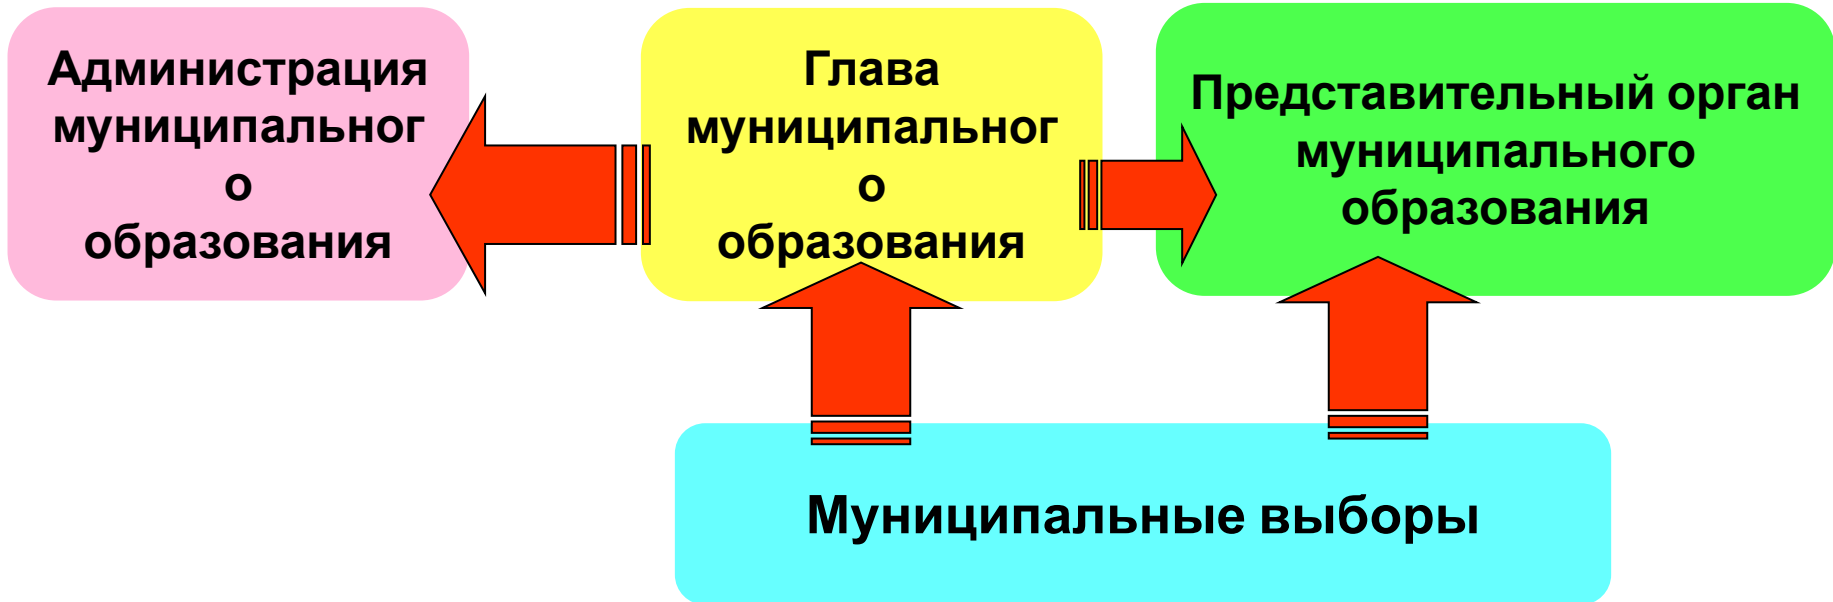 Администрация
муниципальног
о
образования
Глава
муниципальног
о
образования
Представительный орган
муниципального
образования
Муниципальные выборы